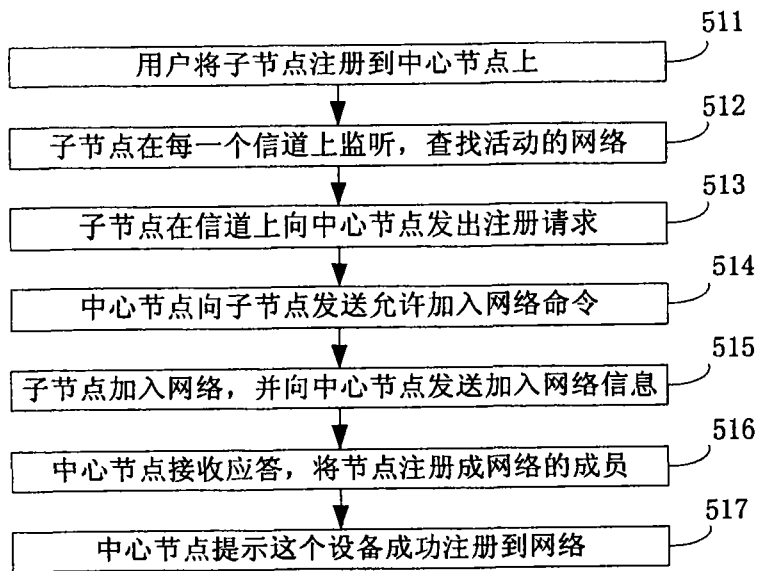 511
用户将子节点注册到中心节点上
512
子节点在每一个信道上监听，查找活动的网络
513
子节点在信道上向中心节点发出注册请求
514
中心节点向子节点发送允许加入网络命令
515
子节点加入网络，并向中心节点发送加入网络信息
516
中心节点接收应答，将节点注册成网络的成员
517
中心节点提示这个设备成功注册到网络